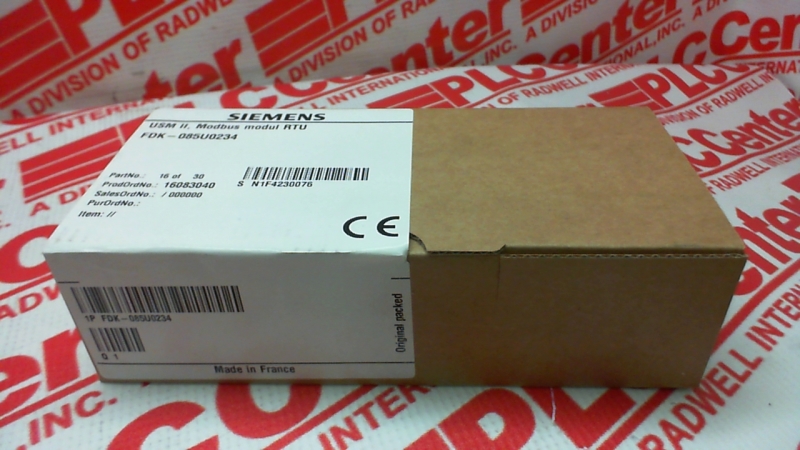 SIEMENS
USM II, Modbus modul RTU
FDK-085U0234
PartNo.: 16 of 30
ProdOrdNo.: 16083040
SalesOrdNo.: / 000000
PurOrdNo.:
Item: //
S N1F4230076
CE
1P FDK-085U0234
Q 1
Original packed
Made in France
PLCCenter
A DIVISION OF RADWELL INTERNATIONAL, INC.